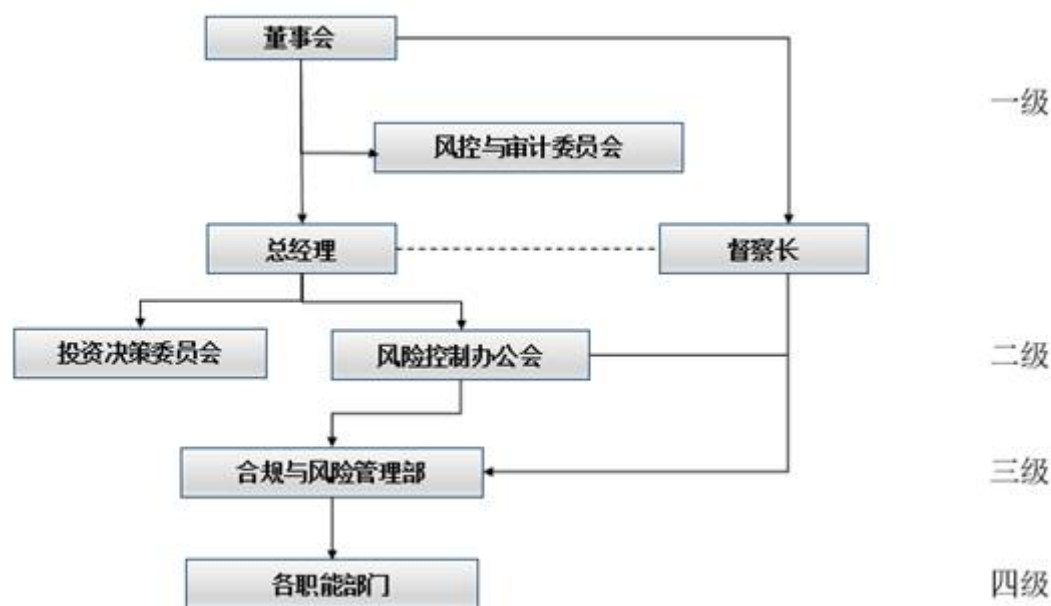 董事会
一级
风控与审计委员会
总经理
督察长
投资决策委员会
风险控制办公会
二级
合规与风险管理部
三级
各职能部门
四级